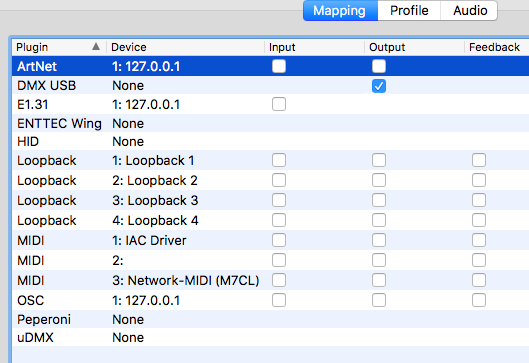 Mapping Profile Audio
Plugin Device Input Output Feedback
ArtNet 1: 127.0.0.1
DMX USB None
E1.31 1: 127.0.0.1
ENTTEC Wing None
HID None
Loopback 1: Loopback 1
Loopback 2: Loopback 2
Loopback 3: Loopback 3
Loopback 4: Loopback 4
MIDI 1: IAC Driver
MIDI 2:
MIDI 3: Network-MIDI (M7CL)
OSC 1: 127.0.0.1
Peperoni None
uDMX None